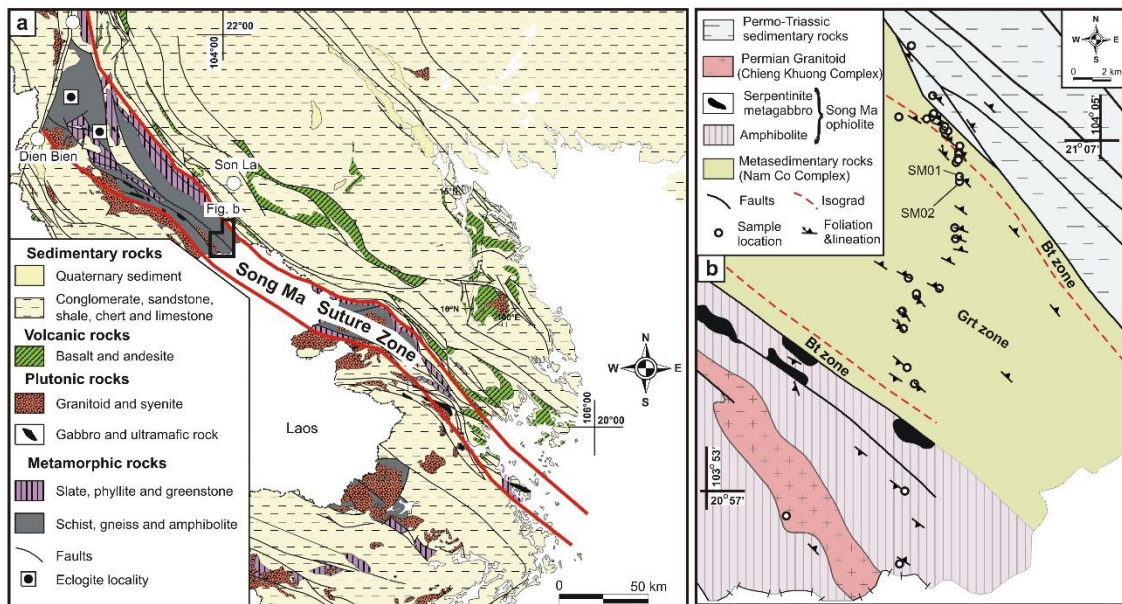 a
22°00
104°00
Dien Bien
Son La
Fig. b
Song Ma Suture Zone
Laos
N
W E
S
106°00
20°00
0 50 km
Sedimentary rocks
Quaternary sediment
Conglomerate, sandstone,
shale, chert and limestone
Volcanic rocks
Basalt and andesite
Plutonic rocks
Granitoid and syenite
Gabbro and ultramafic rock
Metamorphic rocks
Slate, phyllite and greenstone
Schist, gneiss and amphibolite
Faults
Eclogite locality
Permo-Triassic
sedimentary rocks
Permian Granitoid
(Chieng Khuong Complex)
Serpentinite
metagabbro
Song Ma
ophiolite
Amphibolite
Metasedimentary rocks
(Nam Co Complex)
Faults
Isograd
Sample
location
Foliation
&lineation
b
N
W E
S
0 2 km
104°05'
21°07'
SM01
SM02
Bt zone
Grt zone
Bt zone
103°53'
20°57'